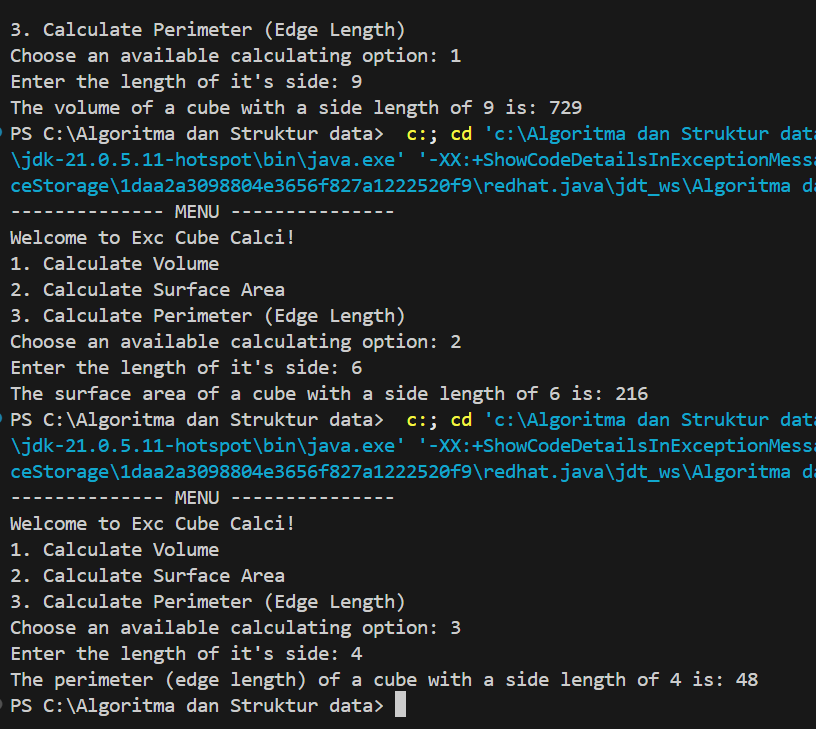 3. Calculate Perimeter (Edge Length)
Choose an available calculating option: 1
Enter the length of it's side: 9
The volume of a cube with a side length of 9 is: 729
PS C:\Algoritma dan Struktur data>  c:; cd 'c:\Algoritma dan Struktur dat
\jdk-21.0.5.11-hotspot\bin\java.exe' '-XX:+ShowCodeDetailsInExceptionMess
ceStorage\1daa2a3098804e3656f827a1222520f9\redhat.java\jdt_ws\Algoritma d
-------------- MENU ---------------
Welcome to Exc Cube Calci!
1. Calculate Volume
2. Calculate Surface Area
3. Calculate Perimeter (Edge Length)
Choose an available calculating option: 2
Enter the length of it's side: 6
The surface area of a cube with a side length of 6 is: 216
PS C:\Algoritma dan Struktur data>  c:; cd 'c:\Algoritma dan Struktur dat
\jdk-21.0.5.11-hotspot\bin\java.exe' '-XX:+ShowCodeDetailsInExceptionMess
ceStorage\1daa2a3098804e3656f827a1222520f9\redhat.java\jdt_ws\Algoritma d
-------------- MENU ---------------
Welcome to Exc Cube Calci!
1. Calculate Volume
2. Calculate Surface Area
3. Calculate Perimeter (Edge Length)
Choose an available calculating option: 3
Enter the length of it's side: 4
The perimeter (edge length) of a cube with a side length of 4 is: 48
PS C:\Algoritma dan Struktur data>